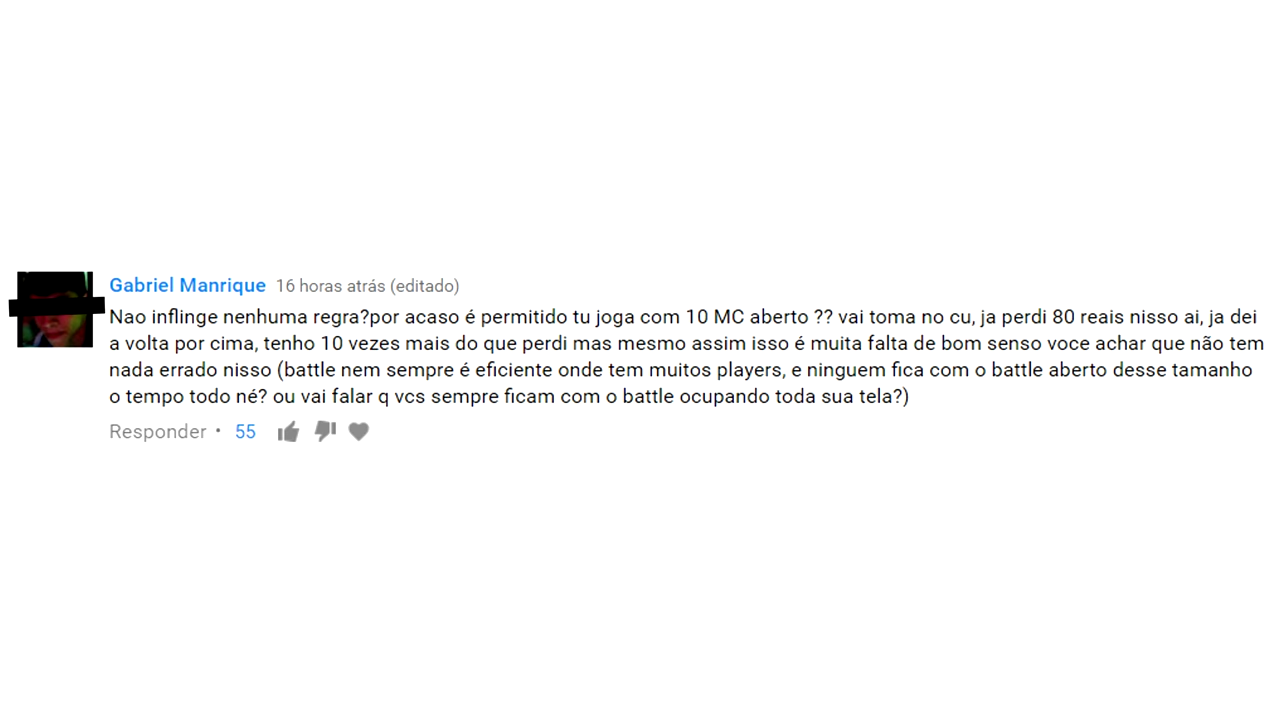 Gabriel Manrique 16 horas atrás (editado)
Nao inflinge nenhuma regra?por acaso é permitido tu joga com 10 MC aberto ?? vai toma no cu, ja perdi 80 reais nisso ai, ja dei
a volta por cima, tenho 10 vezes mais do que perdi mas mesmo assim isso é muita falta de bom senso voce achar que não tem
nada errado nisso (battle nem sempre é eficiente onde tem muitos players, e ninguem fica com o battle aberto desse tamanho
o tempo todo né? ou vai falar q vcs sempre ficam com o battle ocupando toda sua tela?)
Responder • 55